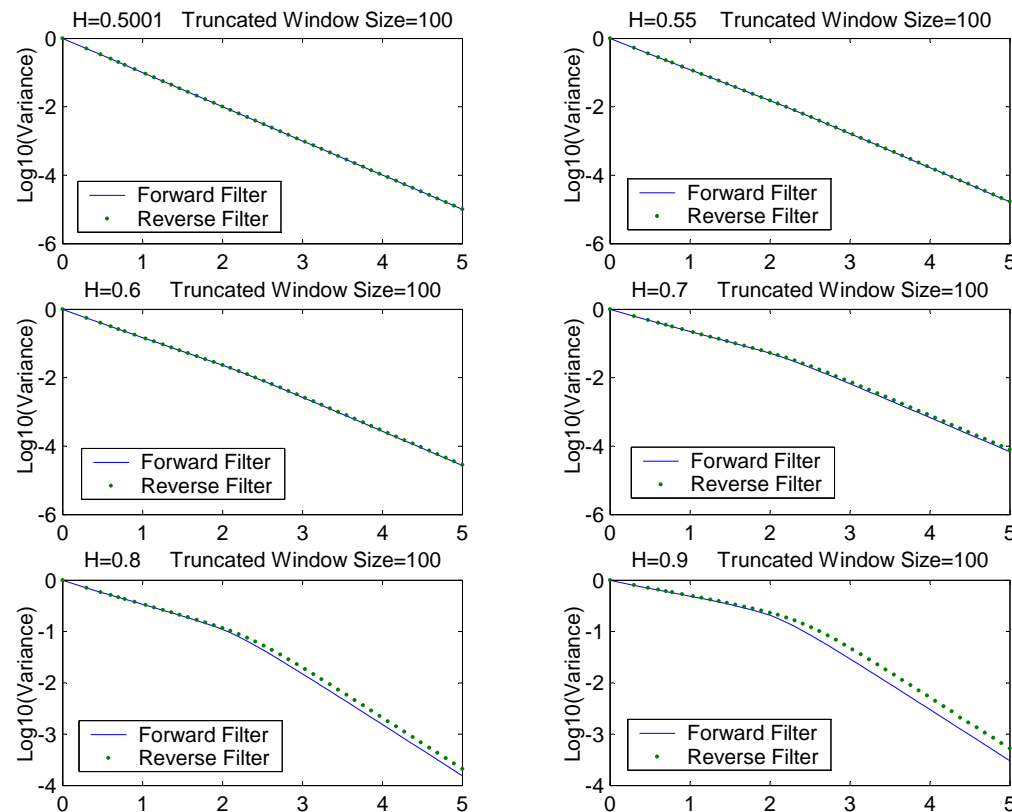 H=0.5001 Truncated Window Size=100
Log10(Variance)
0
-2
-4
-6
Forward Filter
Reverse Filter
0 1 2 3 4 5
H=0.55 Truncated Window Size=100
Log10(Variance)
0
-2
-4
-6
Forward Filter
Reverse Filter
0 1 2 3 4 5
H=0.6 Truncated Window Size=100
Log10(Variance)
0
-2
-4
-6
Forward Filter
Reverse Filter
0 1 2 3 4 5
H=0.7 Truncated Window Size=100
Log10(Variance)
0
-2
-4
-6
Forward Filter
Reverse Filter
0 1 2 3 4 5
H=0.8 Truncated Window Size=100
Log10(Variance)
0
-1
-2
-3
-4
Forward Filter
Reverse Filter
0 1 2 3 4 5
H=0.9 Truncated Window Size=100
Log10(Variance)
0
-1
-2
-3
-4
Forward Filter
Reverse Filter
0 1 2 3 4 5